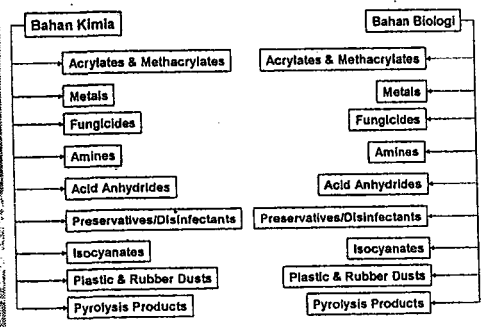 Bahan Kimia
Acrylates & Methacrylates
Metals
Fungicides
Amines
Acid Anhydrides
Preservatives/Disinfectants
Isocyanates
Plastic & Rubber Dusts
Pyrolysis Products
Bahan Biologi
Acrylates & Methacrylates
Metals
Fungicides
Amines
Acid Anhydrides
Preservatives/Disinfectants
Isocyanates
Plastic & Rubber Dusts
Pyrolysis Products